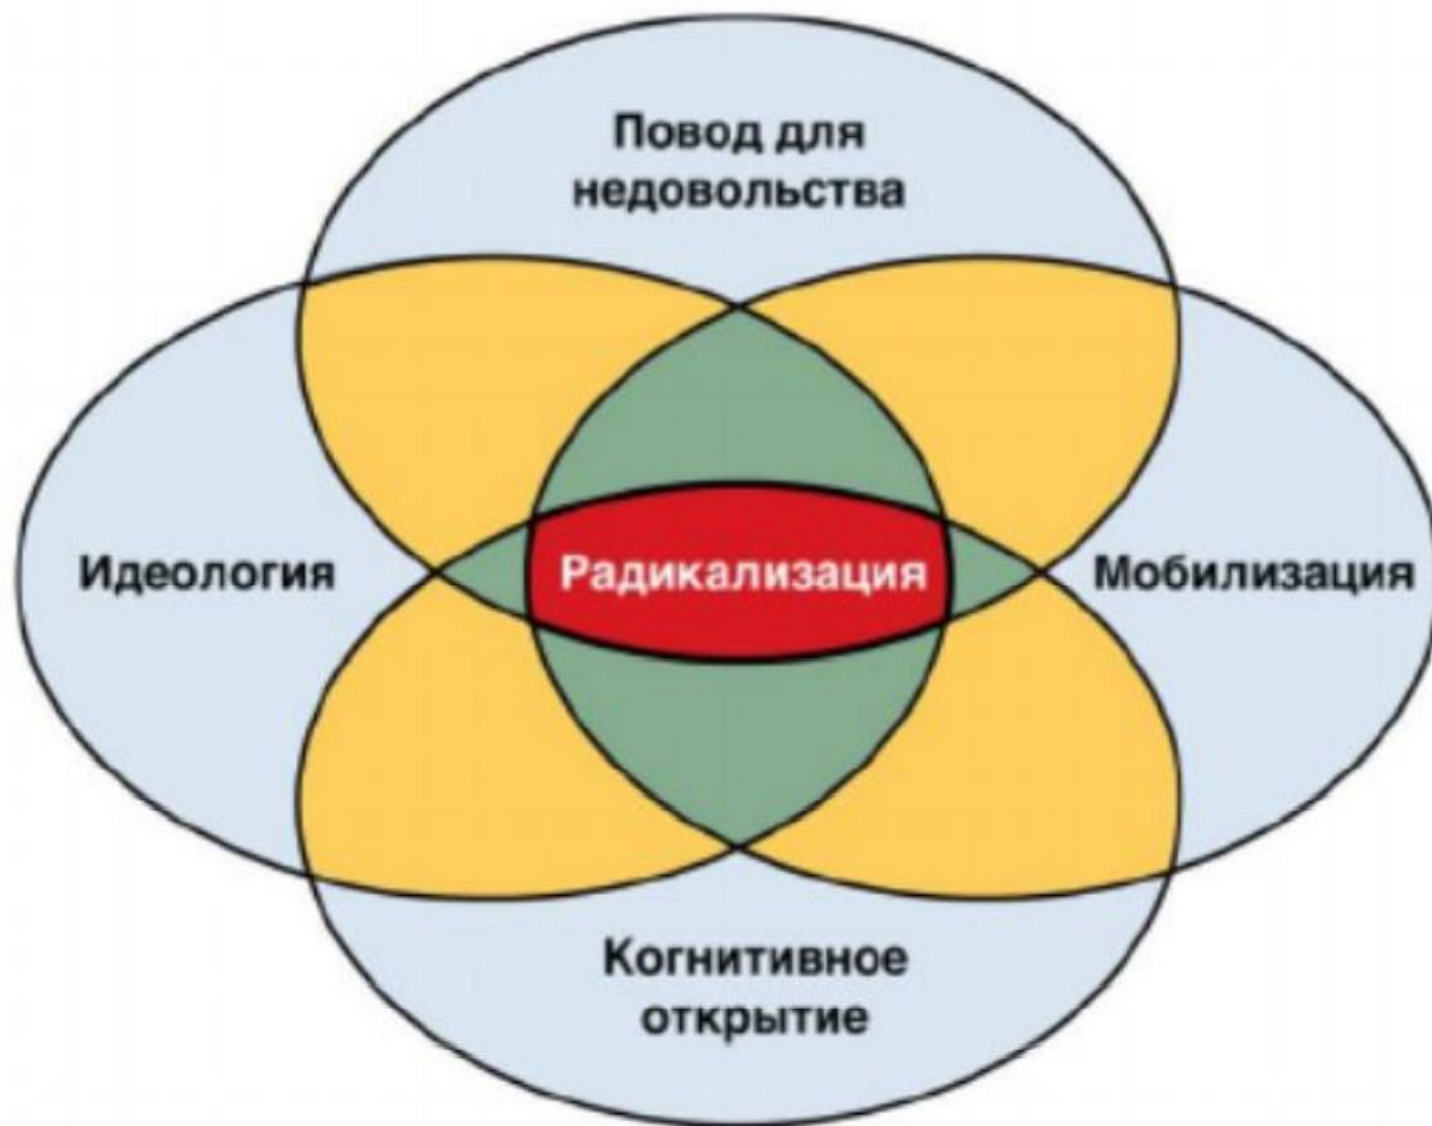 Повод для
недовольства
Идеология
Радикализация
Мобилизация
Когнитивное
открытие